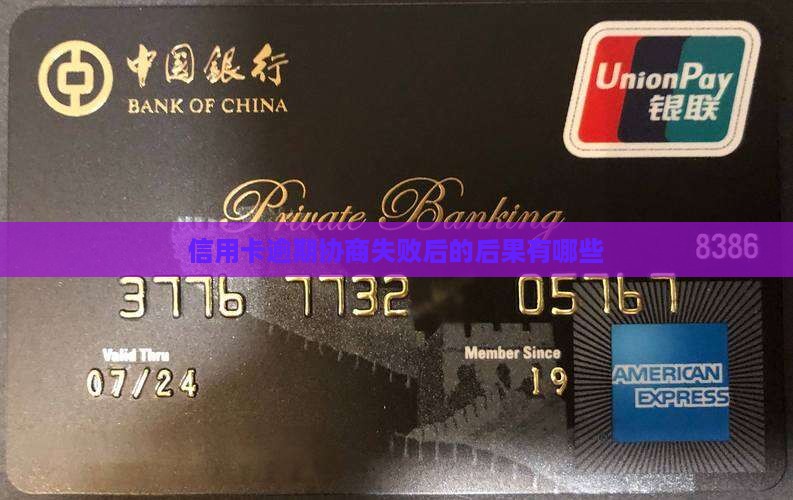 中国銀行
BANK OF CHINA
UnionPay
银联
Private Banking
信用卡逾期协商失败后的后果有哪些
8386
3776 7732 05767
Valid Thru
07/24
Member Since
19
AMERICAN
EXPRESS